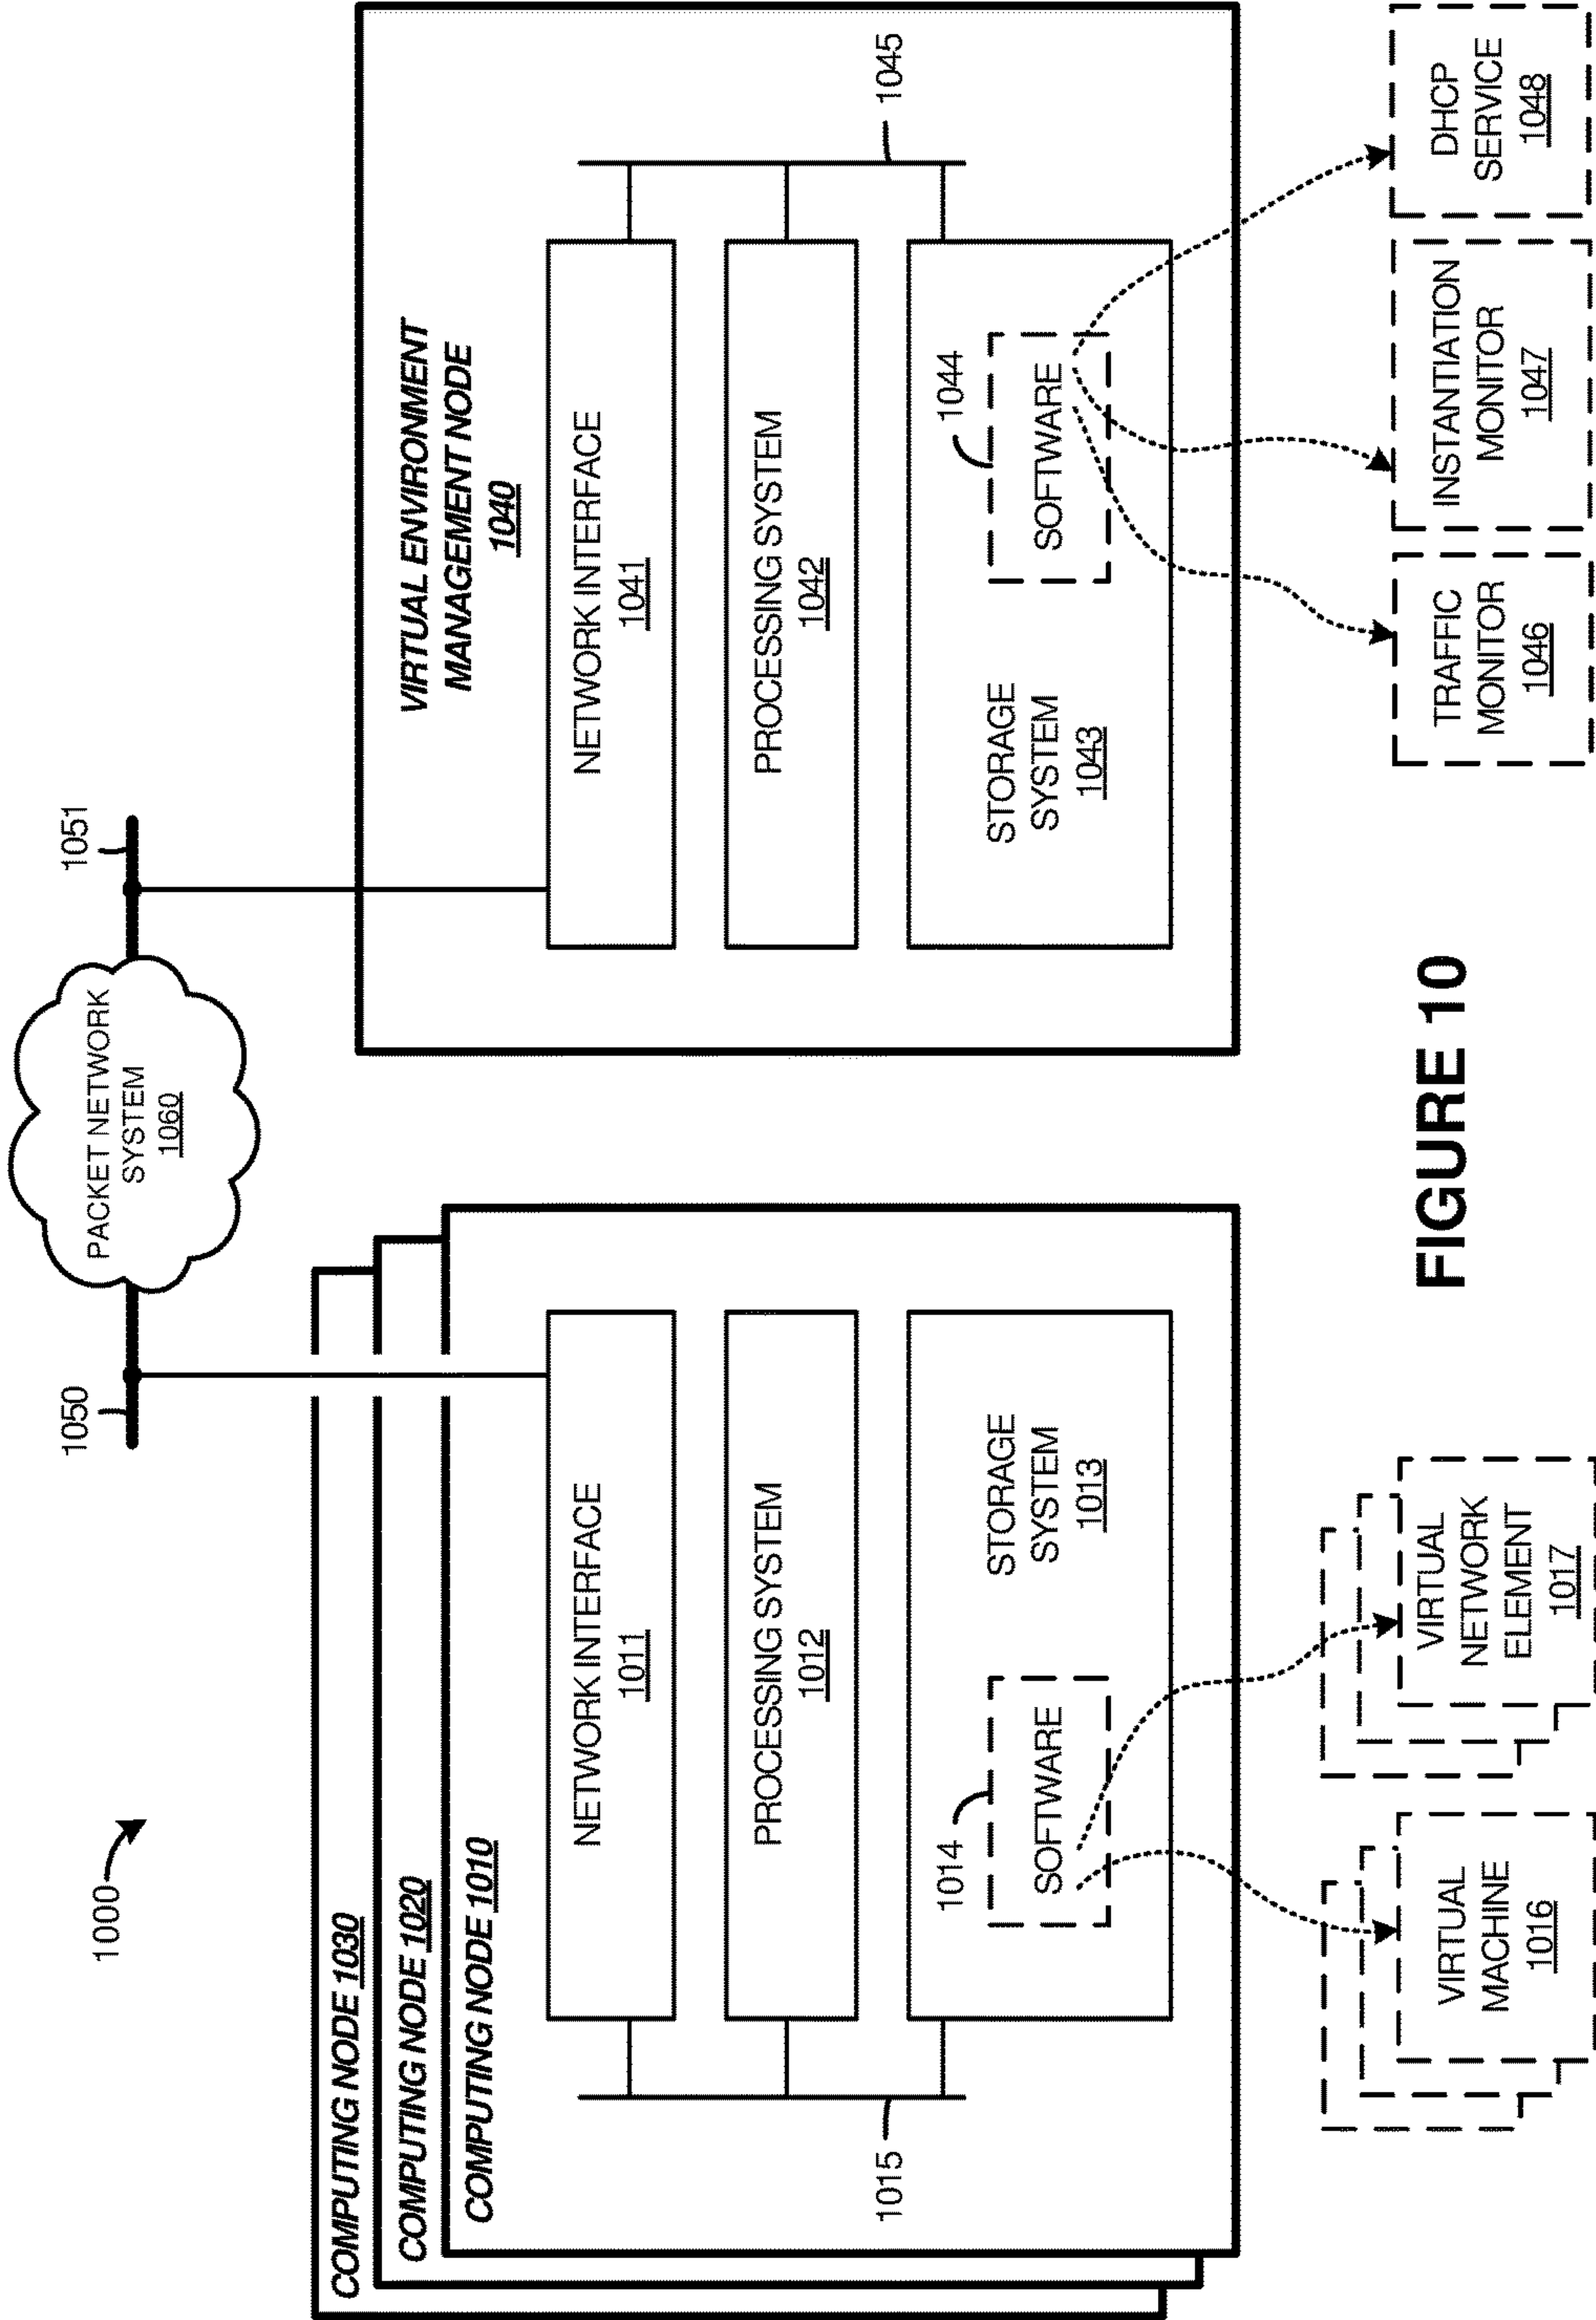 1000
1050
PACKET NETWORK
SYSTEM
1060
1051
COMPUTING NODE 1030
COMPUTING NODE 1020
COMPUTING NODE 1010
NETWORK INTERFACE
1011
PROCESSING SYSTEM
1012
1015
1014
SOFTWARE
STORAGE
SYSTEM
1013
VIRTUAL
MACHINE
1016
VIRTUAL
NETWORK
ELEMENT
1017
VIRTUAL ENVIRONMENT
MANAGEMENT NODE
1040
NETWORK INTERFACE
1041
PROCESSING SYSTEM
1042
STORAGE
SYSTEM
1043
1044
SOFTWARE
1045
TRAFFIC
MONITOR
1046
INSTANTIATION
MONITOR
1047
DHCP
SERVICE
1048
FIGURE 10